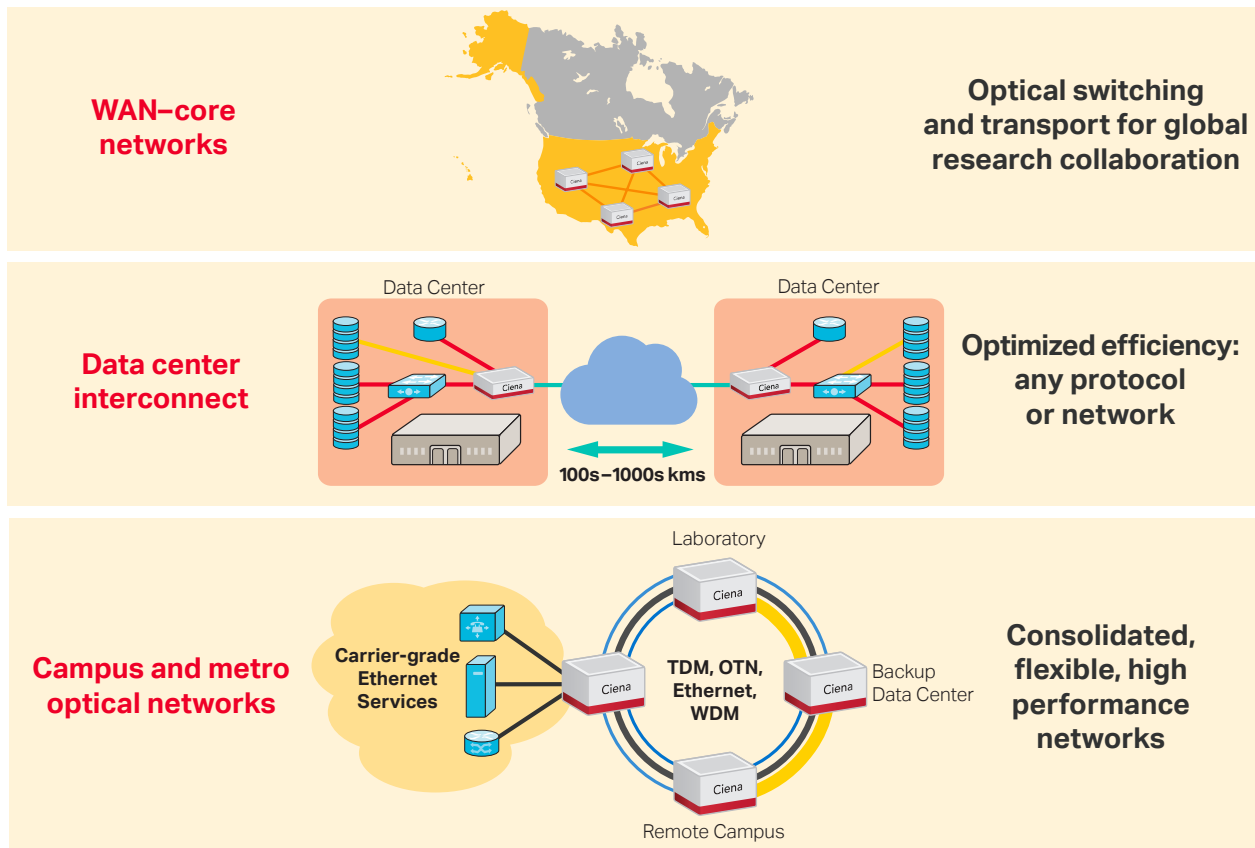 WAN–core
networks
Ciena
Ciena
Ciena
Ciena
Optical switching
and transport for global
research collaboration
Data center
interconnect
Data Center
Ciena
100s–1000s kms
Data Center
Ciena
Optimized efficiency:
any protocol
or network
Campus and metro
optical networks
Carrier-grade
Ethernet
Services
Laboratory
Ciena
Ciena
TDM, OTN,
Ethernet,
WDM
Ciena
Backup
Data Center
Ciena
Remote Campus
Consolidated,
flexible, high
performance
networks